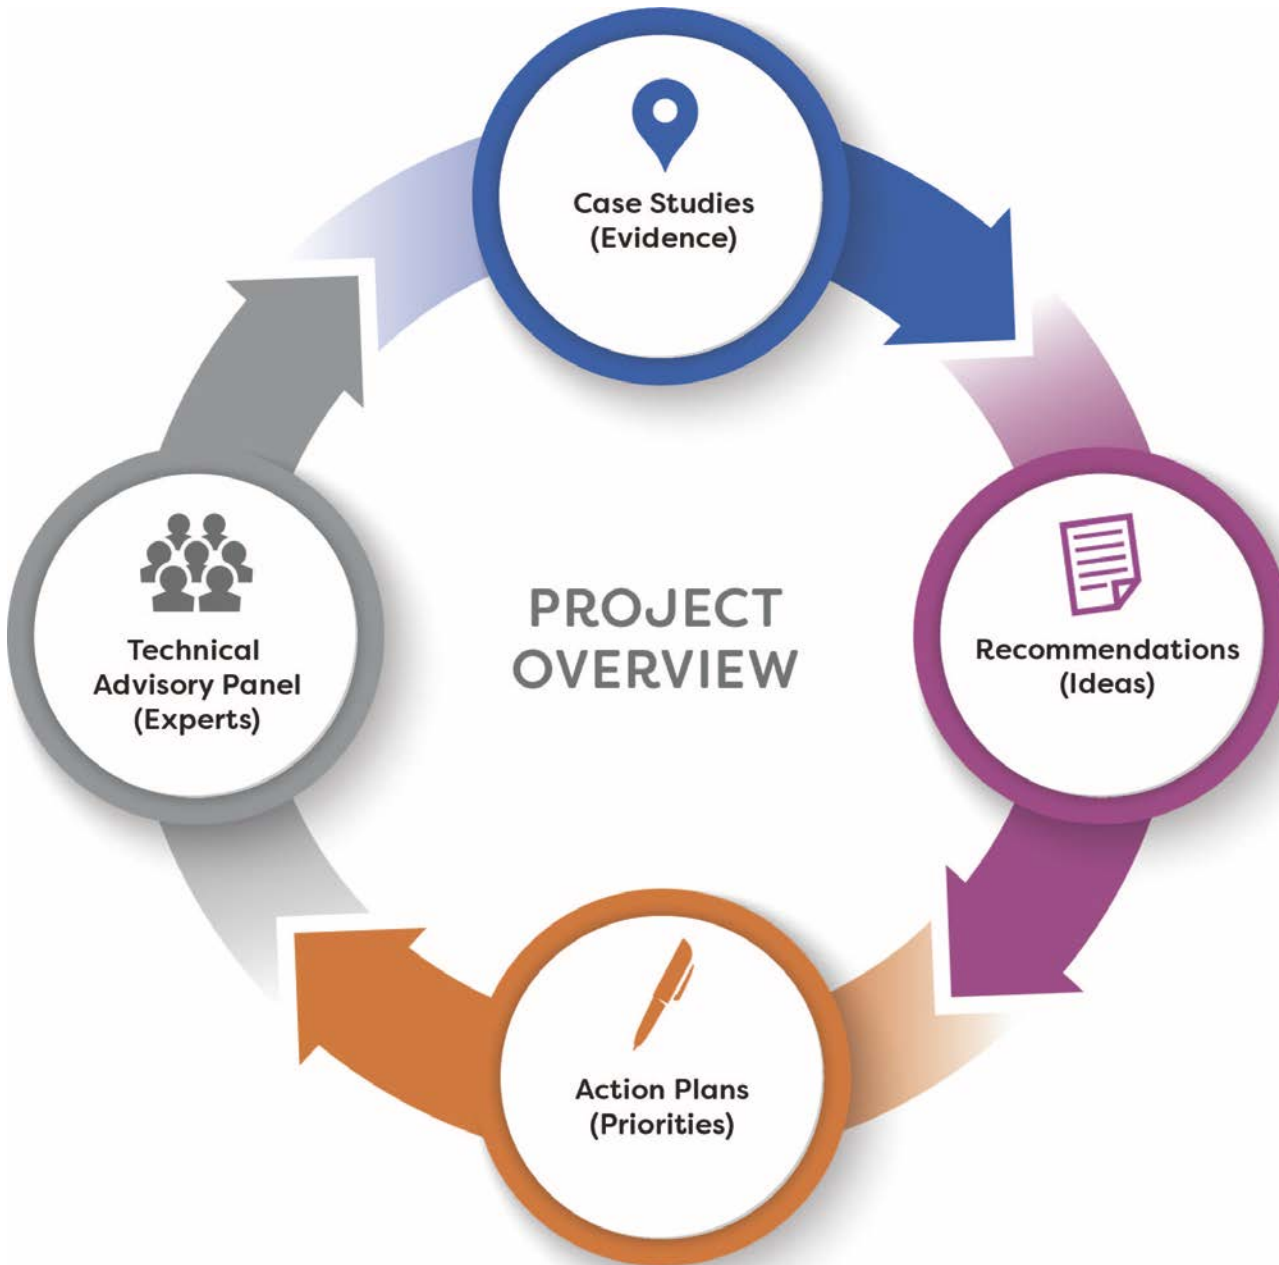 Case Studies
(Evidence)
Technical
Advisory Panel
(Experts)
PROJECT
OVERVIEW
Recommendations
(Ideas)
Action Plans
(Priorities)